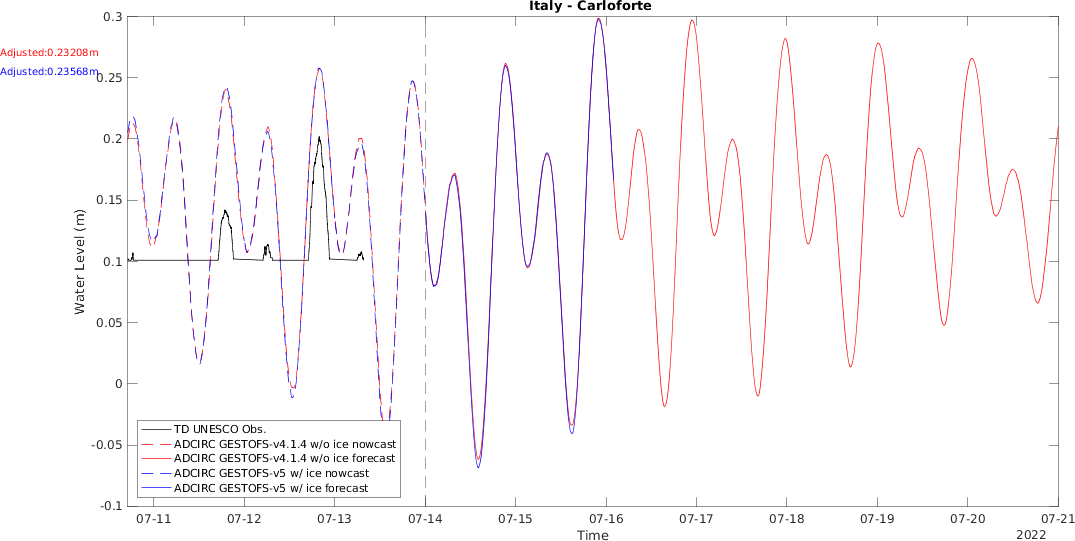 Italy - Carloforte
Adjusted:0.23208m
Adjusted:0.23568m
Water Level (m)
0.3
0.25
0.2
0.15
0.1
0.05
0
-0.05
-0.1
TD UNESCO Obs.
ADCIRC GESTOFS-v4.1.4 w/o ice nowcast
ADCIRC GESTOFS-v4.1.4 w/o ice forecast
ADCIRC GESTOFS-v5 w/ ice nowcast
ADCIRC GESTOFS-v5 w/ ice forecast
07-11 07-12 07-13 07-14 07-15 07-16 07-17 07-18 07-19 07-20 07-21
Time
2022